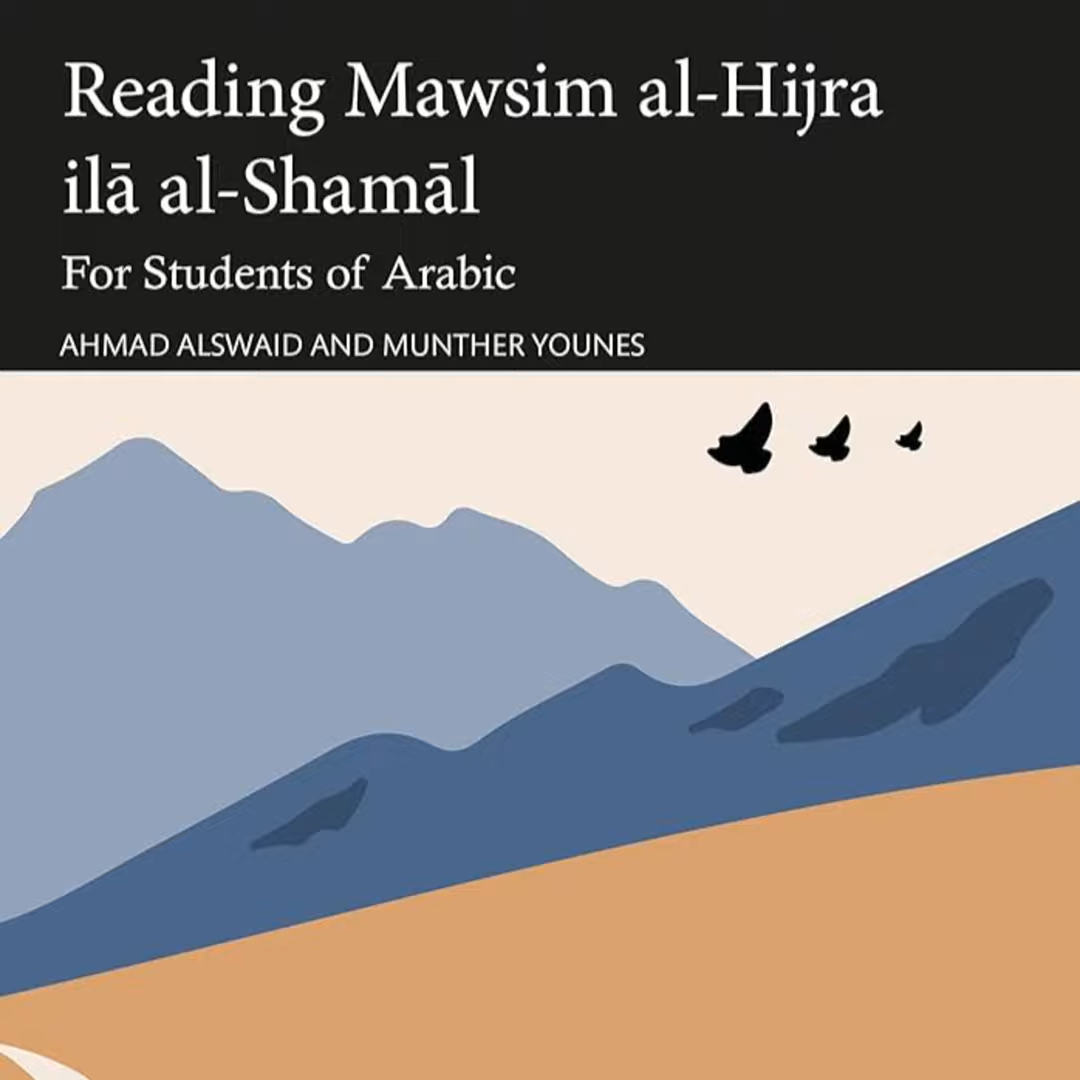 Reading Mawsim al-Hijra
ilā al-Shamāl
For Students of Arabic
AHMAD ALSWAID AND MUNTHER YOUNES